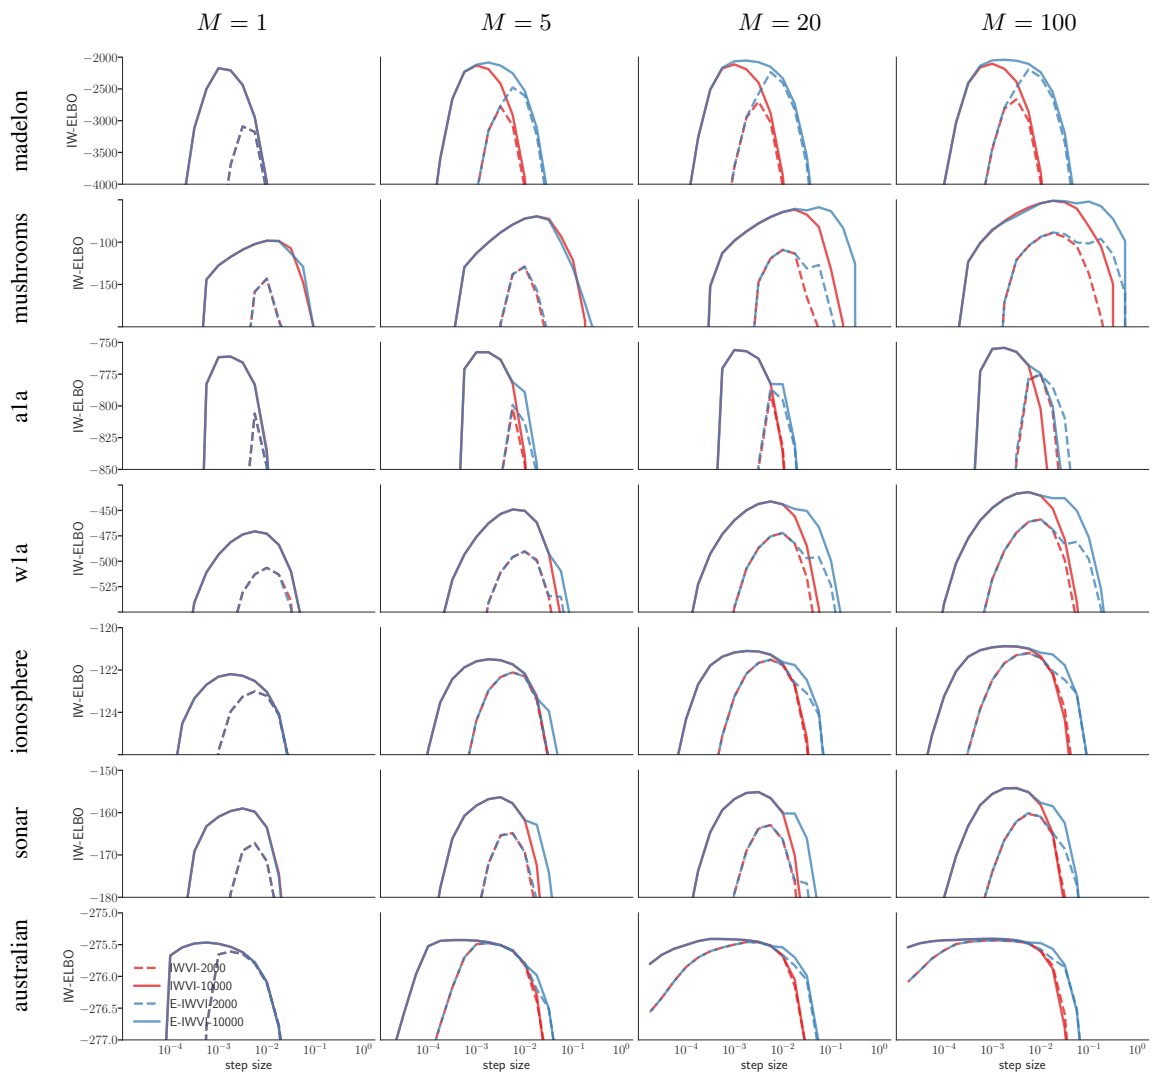 M = 1
M = 5
M = 20
M = 100
madelon
IW-ELBO
−2000
−2500
−3000
−3500
−4000
mushrooms
IW-ELBO
−100
−150
a1a
IW-ELBO
−750
−775
−800
−825
−850
w1a
IW-ELBO
−450
−475
−500
−525
ionosphere
IW-ELBO
−120
−122
−124
sonar
IW-ELBO
−150
−160
−170
−180
australian
IW-ELBO
−275.0
−275.5
−276.0
−276.5
−277.0
IWVI-2000
IWVI-10000
E-IWVI-2000
E-IWVI-10000
10⁻⁴ 10⁻³ 10⁻² 10⁻¹ 10⁰
step size
10⁻⁴ 10⁻³ 10⁻² 10⁻¹ 10⁰
step size
10⁻⁴ 10⁻³ 10⁻² 10⁻¹ 10⁰
step size
10⁻⁴ 10⁻³ 10⁻² 10⁻¹ 10⁰
step size